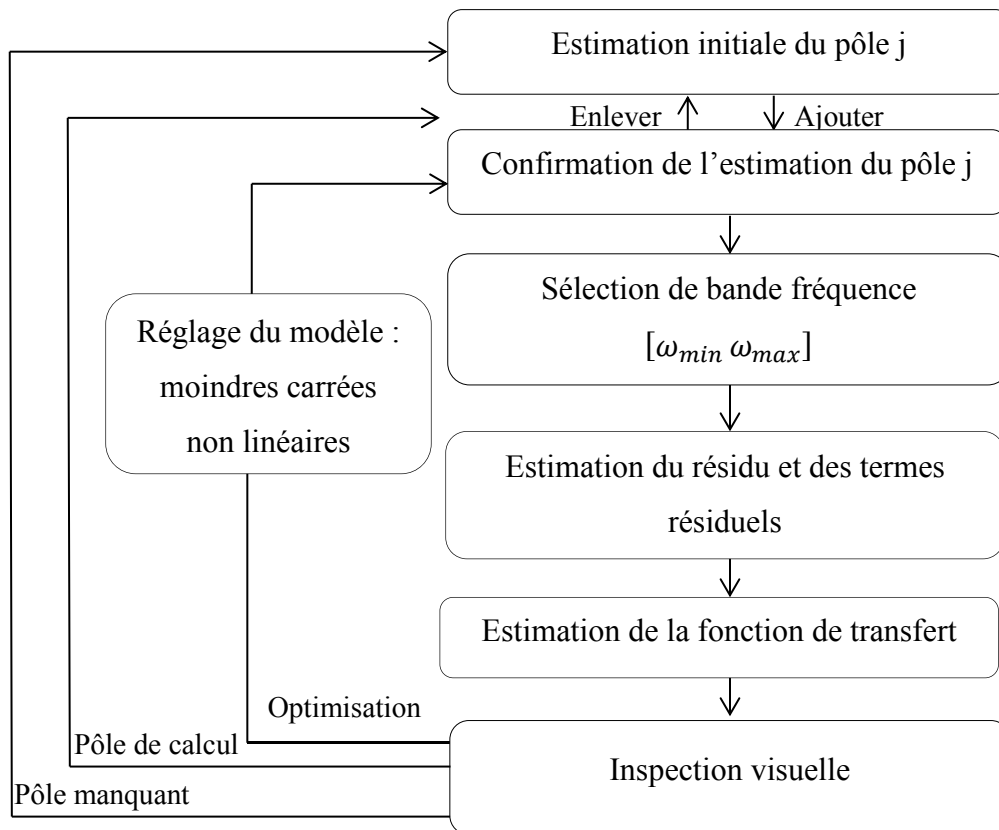 Estimation initiale du pôle j
Enlever
Ajouter
Confirmation de l’estimation du pôle j
Sélection de bande fréquence
[ω_min ω_max]
Réglage du modèle :
moindres carrées
non linéaires
Estimation du résidu et des termes
résiduels
Estimation de la fonction de transfert
Optimisation
Pôle de calcul
Inspection visuelle
Pôle manquant